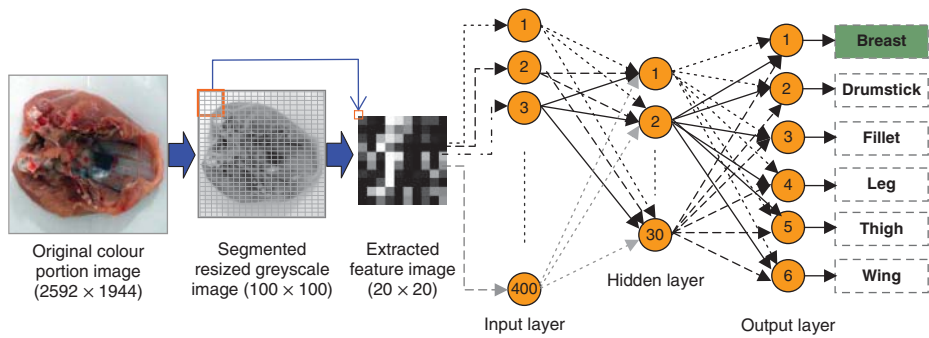 Original colour
portion image
(2592 × 1944)
Segmented
resized greyscale
image (100 × 100)
Extracted
feature image
(20 × 20)
1
2
3
400
Input layer
1
2
30
Hidden layer
1
2
3
4
5
6
Output layer
Breast
Drumstick
Fillet
Leg
Thigh
Wing